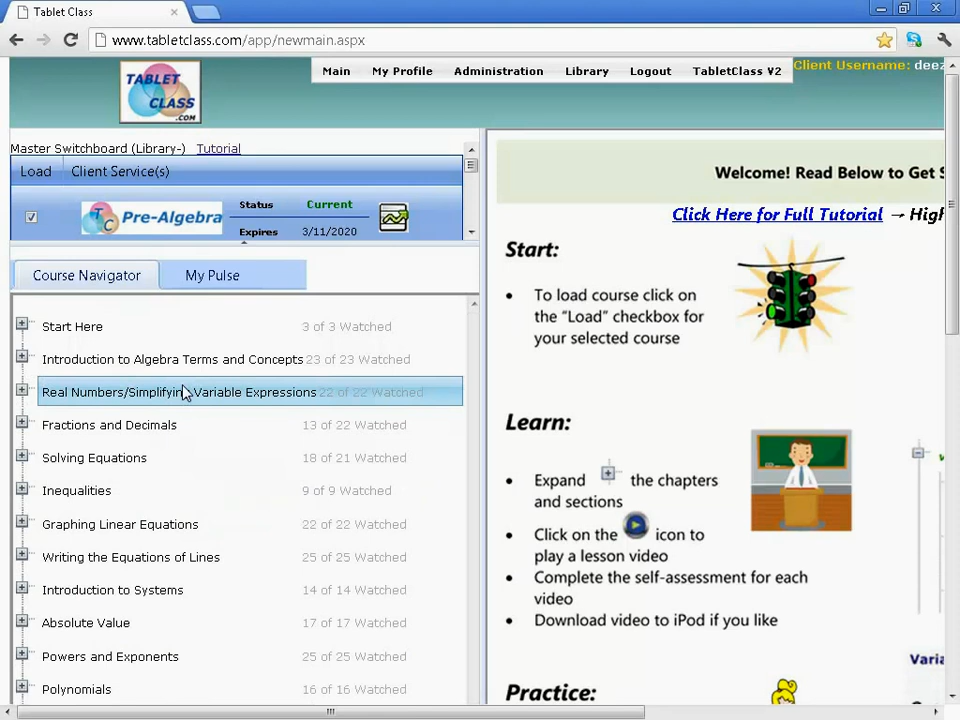 Tablet Class
www.tabletclass.com/app/newmain.aspx
Main My Profile Administration Library Logout TabletClass V2
Client Username: deez
TABLET
CLASS
.COM
Master Switchboard (Library-) Tutorial
Load Client Service(s)
TC Pre-Algebra
Status Current
Expires 3/11/2020
Course Navigator My Pulse
Start Here 3 of 3 Watched
Introduction to Algebra Terms and Concepts 23 of 23 Watched
Real Numbers/Simplifyin Variable Expressions 22 of 22 Watched
Fractions and Decimals 13 of 22 Watched
Solving Equations 18 of 21 Watched
Inequalities 9 of 9 Watched
Graphing Linear Equations 22 of 22 Watched
Writing the Equations of Lines 25 of 25 Watched
Introduction to Systems 14 of 14 Watched
Absolute Value 17 of 17 Watched
Powers and Exponents 25 of 25 Watched
Polynomials 16 of 16 Watched
Welcome! Read Below to Get S
Click Here for Full Tutorial → High
Start:
• To load course click on
the “Load” checkbox for
your selected course
Learn:
• Expand the chapters
and sections
• Click on the icon to
play a lesson video
• Complete the self-assessment for each
video
• Download video to iPod if you like
Varia
Practice: